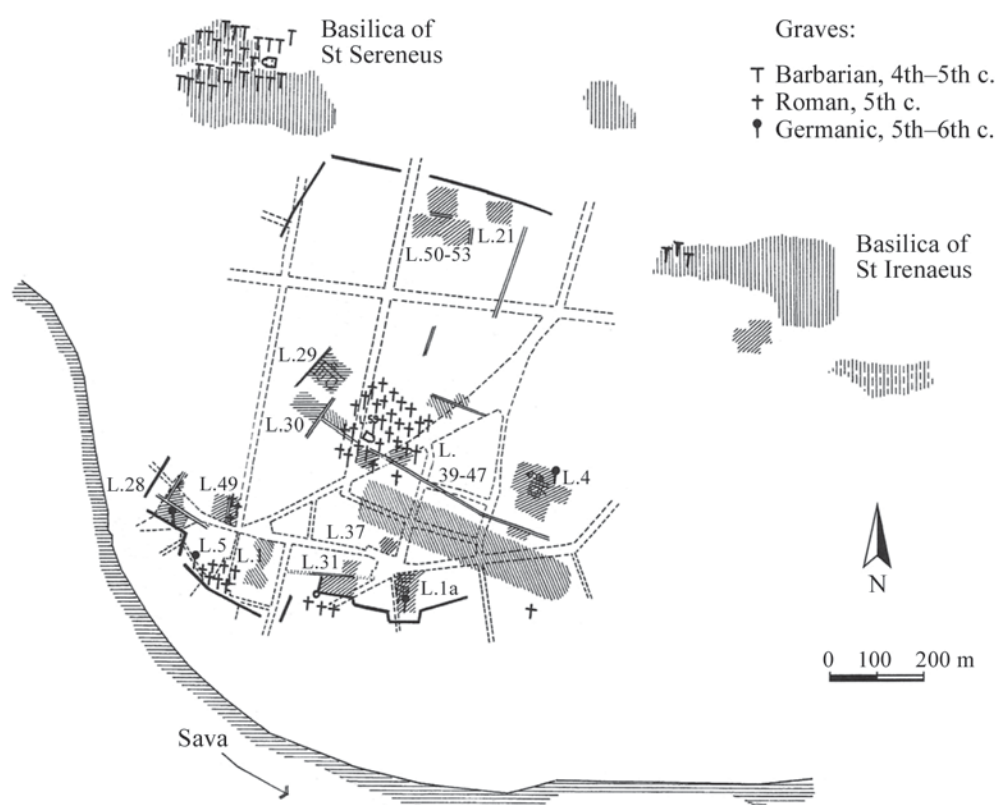 Basilica of
St Sereneus
Graves:
Barbarian, 4th–5th c.
Roman, 5th c.
Germanic, 5th–6th c.
L.21
L.50-53
Basilica of
St Irenaeus
L.29
L.30
L.
39-47
L.4
L.28
L.49
L.37
L.5
L.1
L.31
L.1a
N
0 100 200 m
Sava